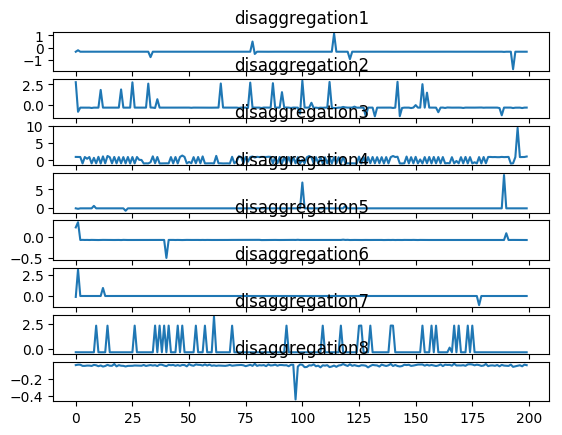 disaggregation1
1
0
−1
disaggregation2
2.5
0.0
disaggregation3
10
5
0
disaggregation4
5
0
disaggregation5
0.0
−0.5
disaggregation6
2.5
0.0
disaggregation7
2.5
0.0
disaggregation8
−0.2
−0.4
0 25 50 75 100 125 150 175 200